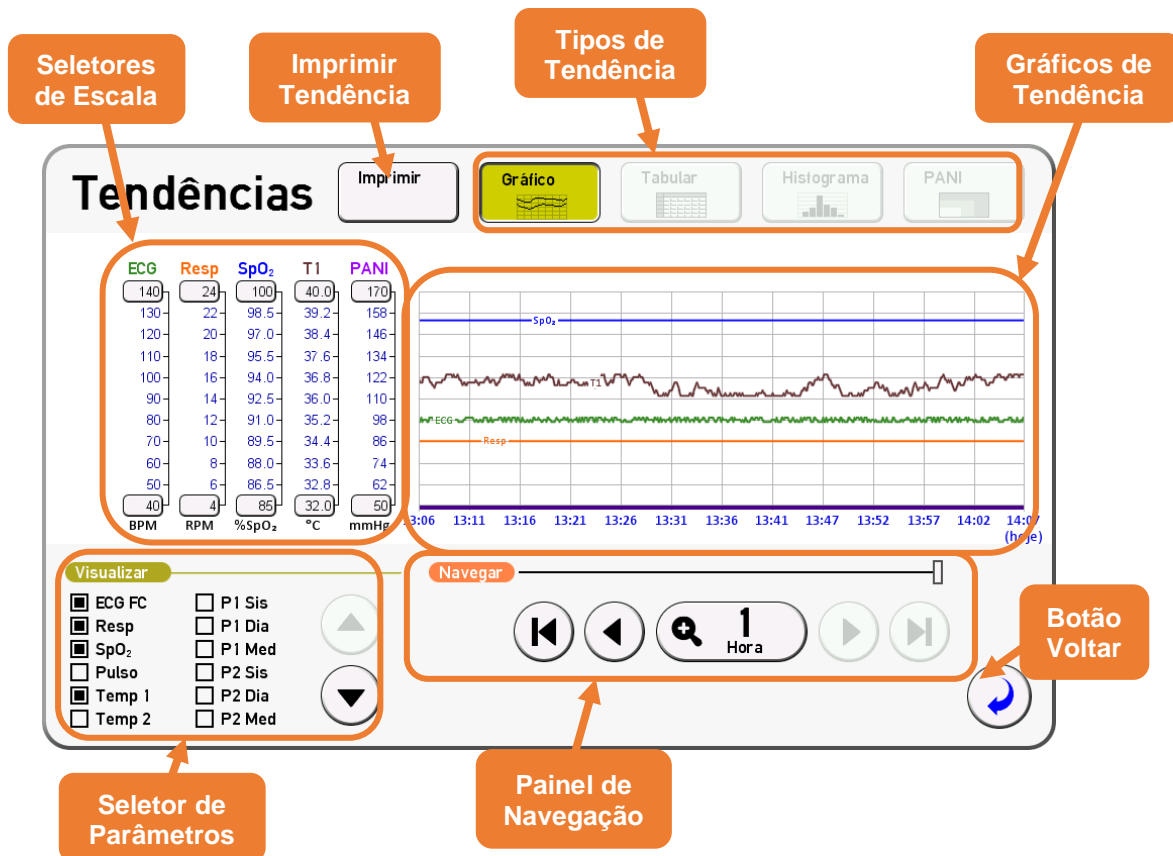 Seletores
de Escala
Imprimir
Tendência
Tipos de
Tendência
Gráficos de
Tendência
Tendências
Imprimir
Gráfico
Tabular
Histograma
PANI
ECG Resp SpO₂ T1 PANI
140 24 100 40.0 170
130 22 98.5 39.2 158
120 20 97.0 38.4 146
110 18 95.5 37.6 134
100 16 94.0 36.8 122
90 14 92.5 36.0 110
80 12 91.0 35.2 98
70 10 89.5 34.4 86
60 8 88.0 33.6 74
50 6 86.5 32.8 62
40 4 85 32.0 50
BPM RPM %SpO₂ °C mmHg
SpO₂
T1
ECG
Resp
13:06 13:11 13:16 13:21 13:26 13:31 13:36 13:41 13:47 13:52 13:57 14:02 14:07
(hoje)
Visualizar
ECG FC P1 Sis
Resp P1 Dia
SpO₂ P1 Med
Pulso P2 Sis
Temp 1 P2 Dia
Temp 2 P2 Med
Navegar
1
Hora
Botão
Voltar
Seletor de
Parâmetros
Painel de
Navegação